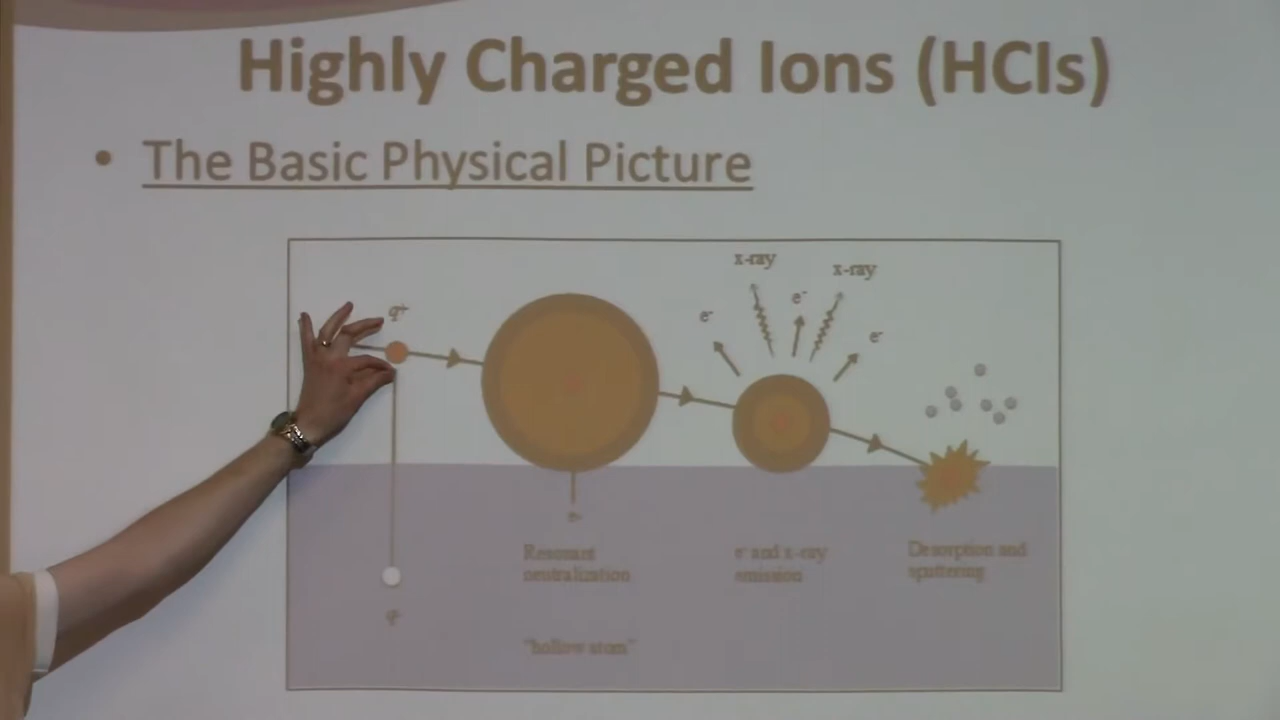 Highly Charged Ions (HCIs)
• The Basic Physical Picture
x-ray
x-ray
e⁻
e⁻
e⁻
q⁺
e-
Resonant
neutralization
e⁻ and x-ray
emission
Desorption and
sputtering
"hollow atom"